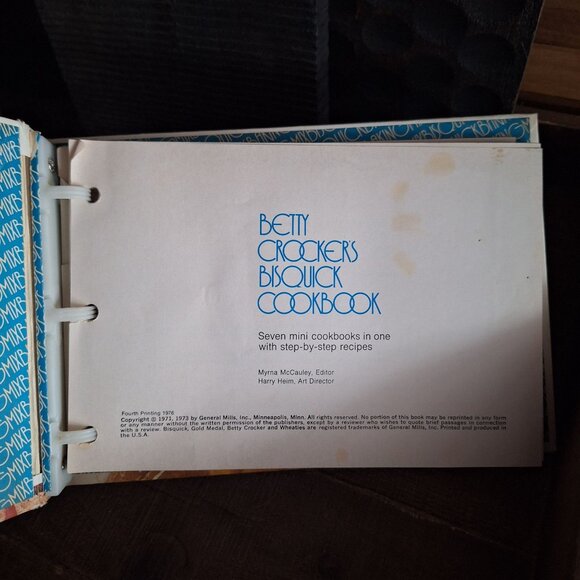 BETTY
CROCKER'S
BISQUICK
COOKBOOK
Seven mini cookbooks in one
with step-by-step recipes
Myrna McCauley, Editor
Harry Heim, Art Director
Fourth Printing 1976
Copyright © 1971, 1973 by General Mills, Inc., Minneapolis, Minn. All rights reserved. No portion of this book may be reprinted in any form
or any manner without the written permission of the publishers, except by a reviewer who wishes to quote brief passages in connection
with a review. Bisquick, Gold Medal, Betty Crocker and Wheaties are registered trademarks of General Mills, Inc. Printed and produced in
the U.S.A.